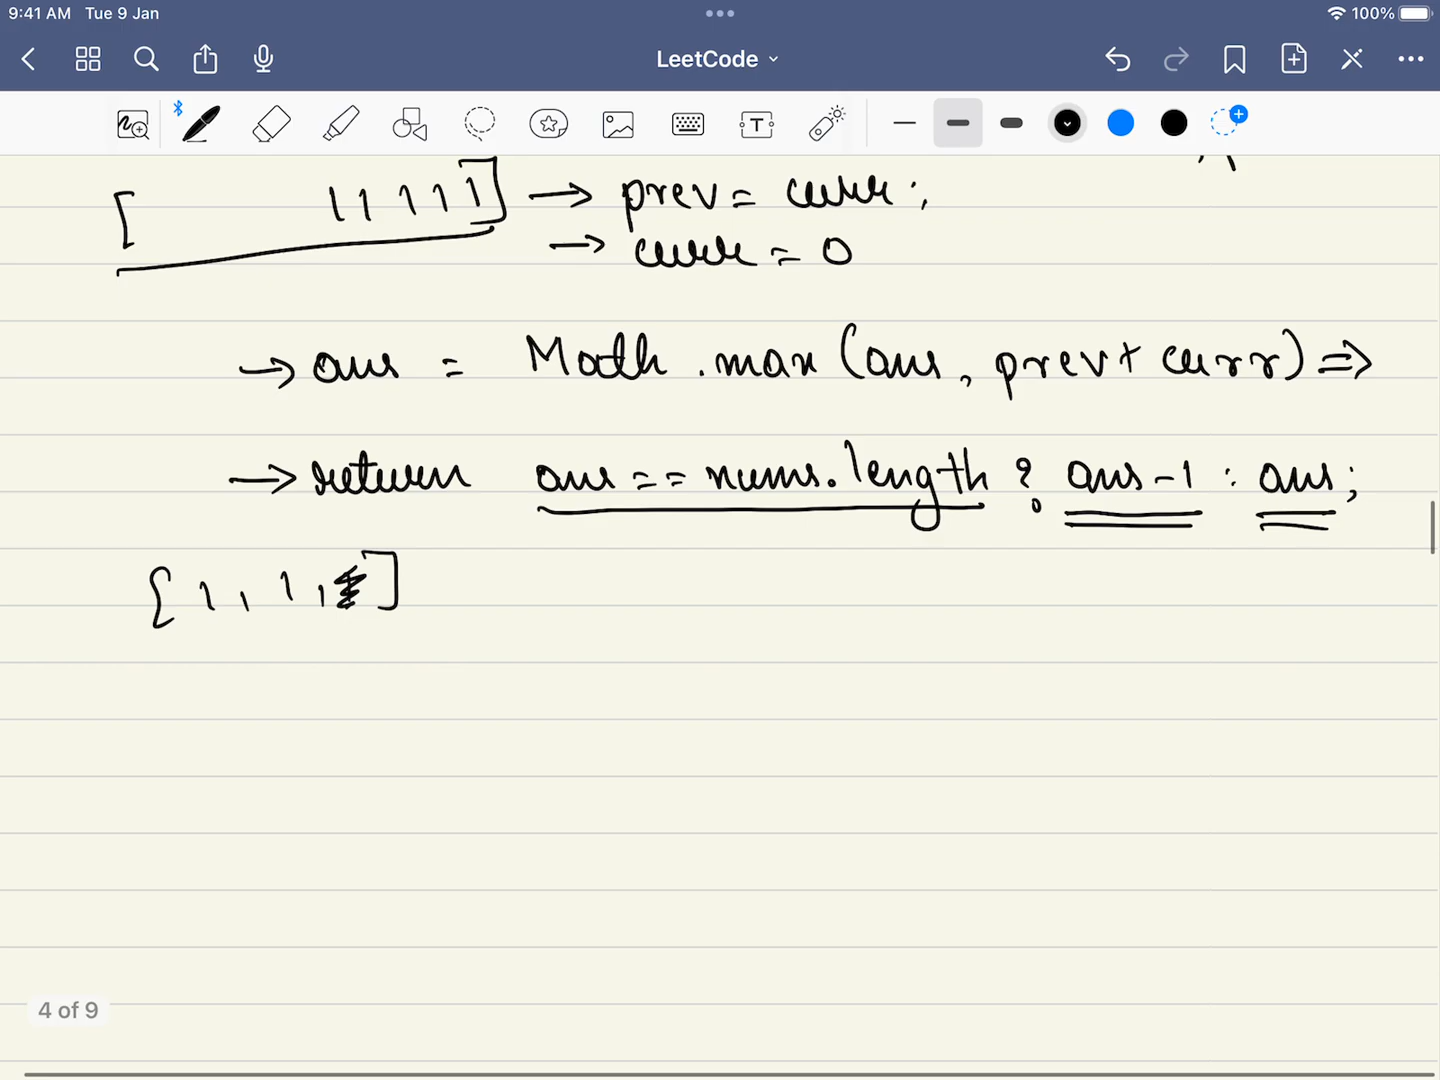 9:41 AM Tue 9 Jan
100%
LeetCode
T
[ 1 1 1 1 1 ] → prev = curr ;
→ curr = 0
→ ans = Math.max (ans, prev + curr) ⇒
→ return ans == nums.length ? ans -1 : ans ;
[ 1, 1, ]
4 of 9